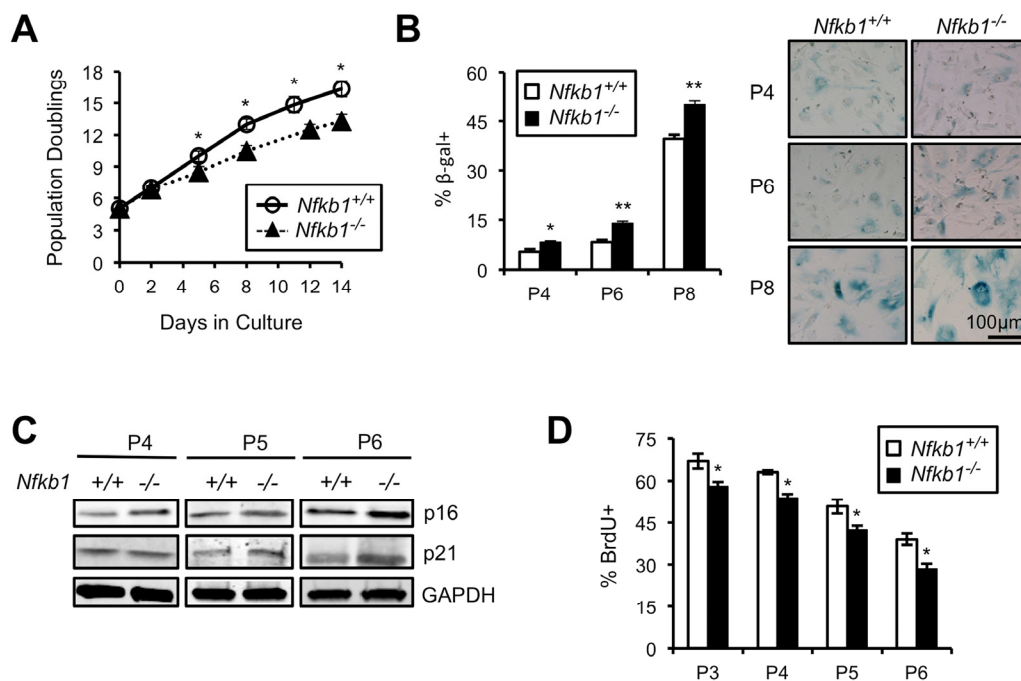 A
Population Doublings
18
15
12
9
6
3
0
* * * *
Nfkb1+/+
Nfkb1-/-
0 2 4 6 8 10 12 14
Days in Culture
B
% β-gal+
60
45
30
15
0
Nfkb1+/+
Nfkb1-/-
* ** **
P4 P6 P8
Nfkb1+/+ Nfkb1-/-
P4
P6
P8
100μm
C
P4 P5 P6
Nfkb1 +/+ -/- +/+ -/- +/+ -/-
p16
p21
GAPDH
D
% BrdU+
75
60
45
30
15
0
Nfkb1+/+
Nfkb1-/-
* * * *
P3 P4 P5 P6